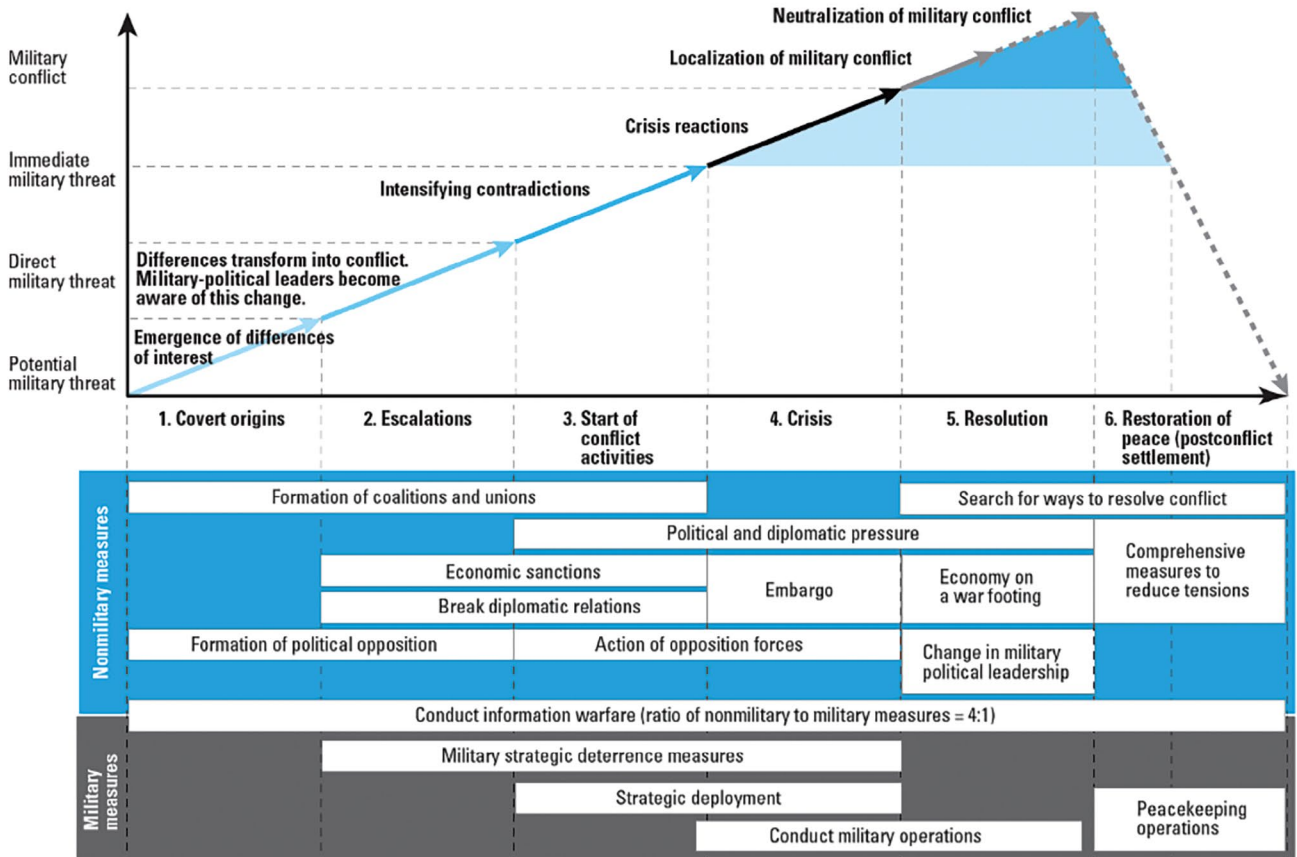 Neutralization of military conflict
Military
conflict
Localization of military conflict
Crisis reactions
Immediate
military threat
Intensifying contradictions
Direct
military threat
Differences transform into conflict.
Military-political leaders become
aware of this change.
Emergence of differences
of interest
Potential
military threat
1. Covert origins
2. Escalations
3. Start of
conflict
activities
4. Crisis
5. Resolution
6. Restoration of
peace (postconflict
settlement)
Nonmilitary measures
Formation of coalitions and unions
Search for ways to resolve conflict
Political and diplomatic pressure
Comprehensive
measures to
reduce tensions
Economic sanctions
Break diplomatic relations
Embargo
Economy on
a war footing
Formation of political opposition
Action of opposition forces
Change in military
political leadership
Conduct information warfare (ratio of nonmilitary to military measures = 4:1)
Military
measures
Military strategic deterrence measures
Strategic deployment
Conduct military operations
Peacekeeping
operations